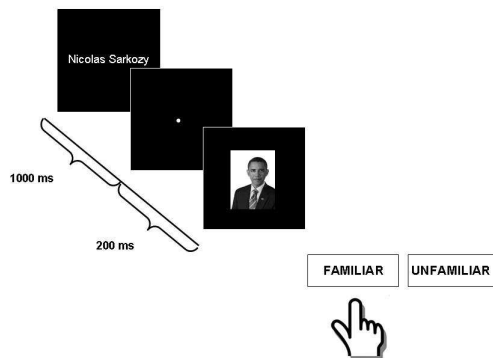 Nicolas Sarkozy
1000 ms
200 ms
FAMILIAR
UNFAMILIAR